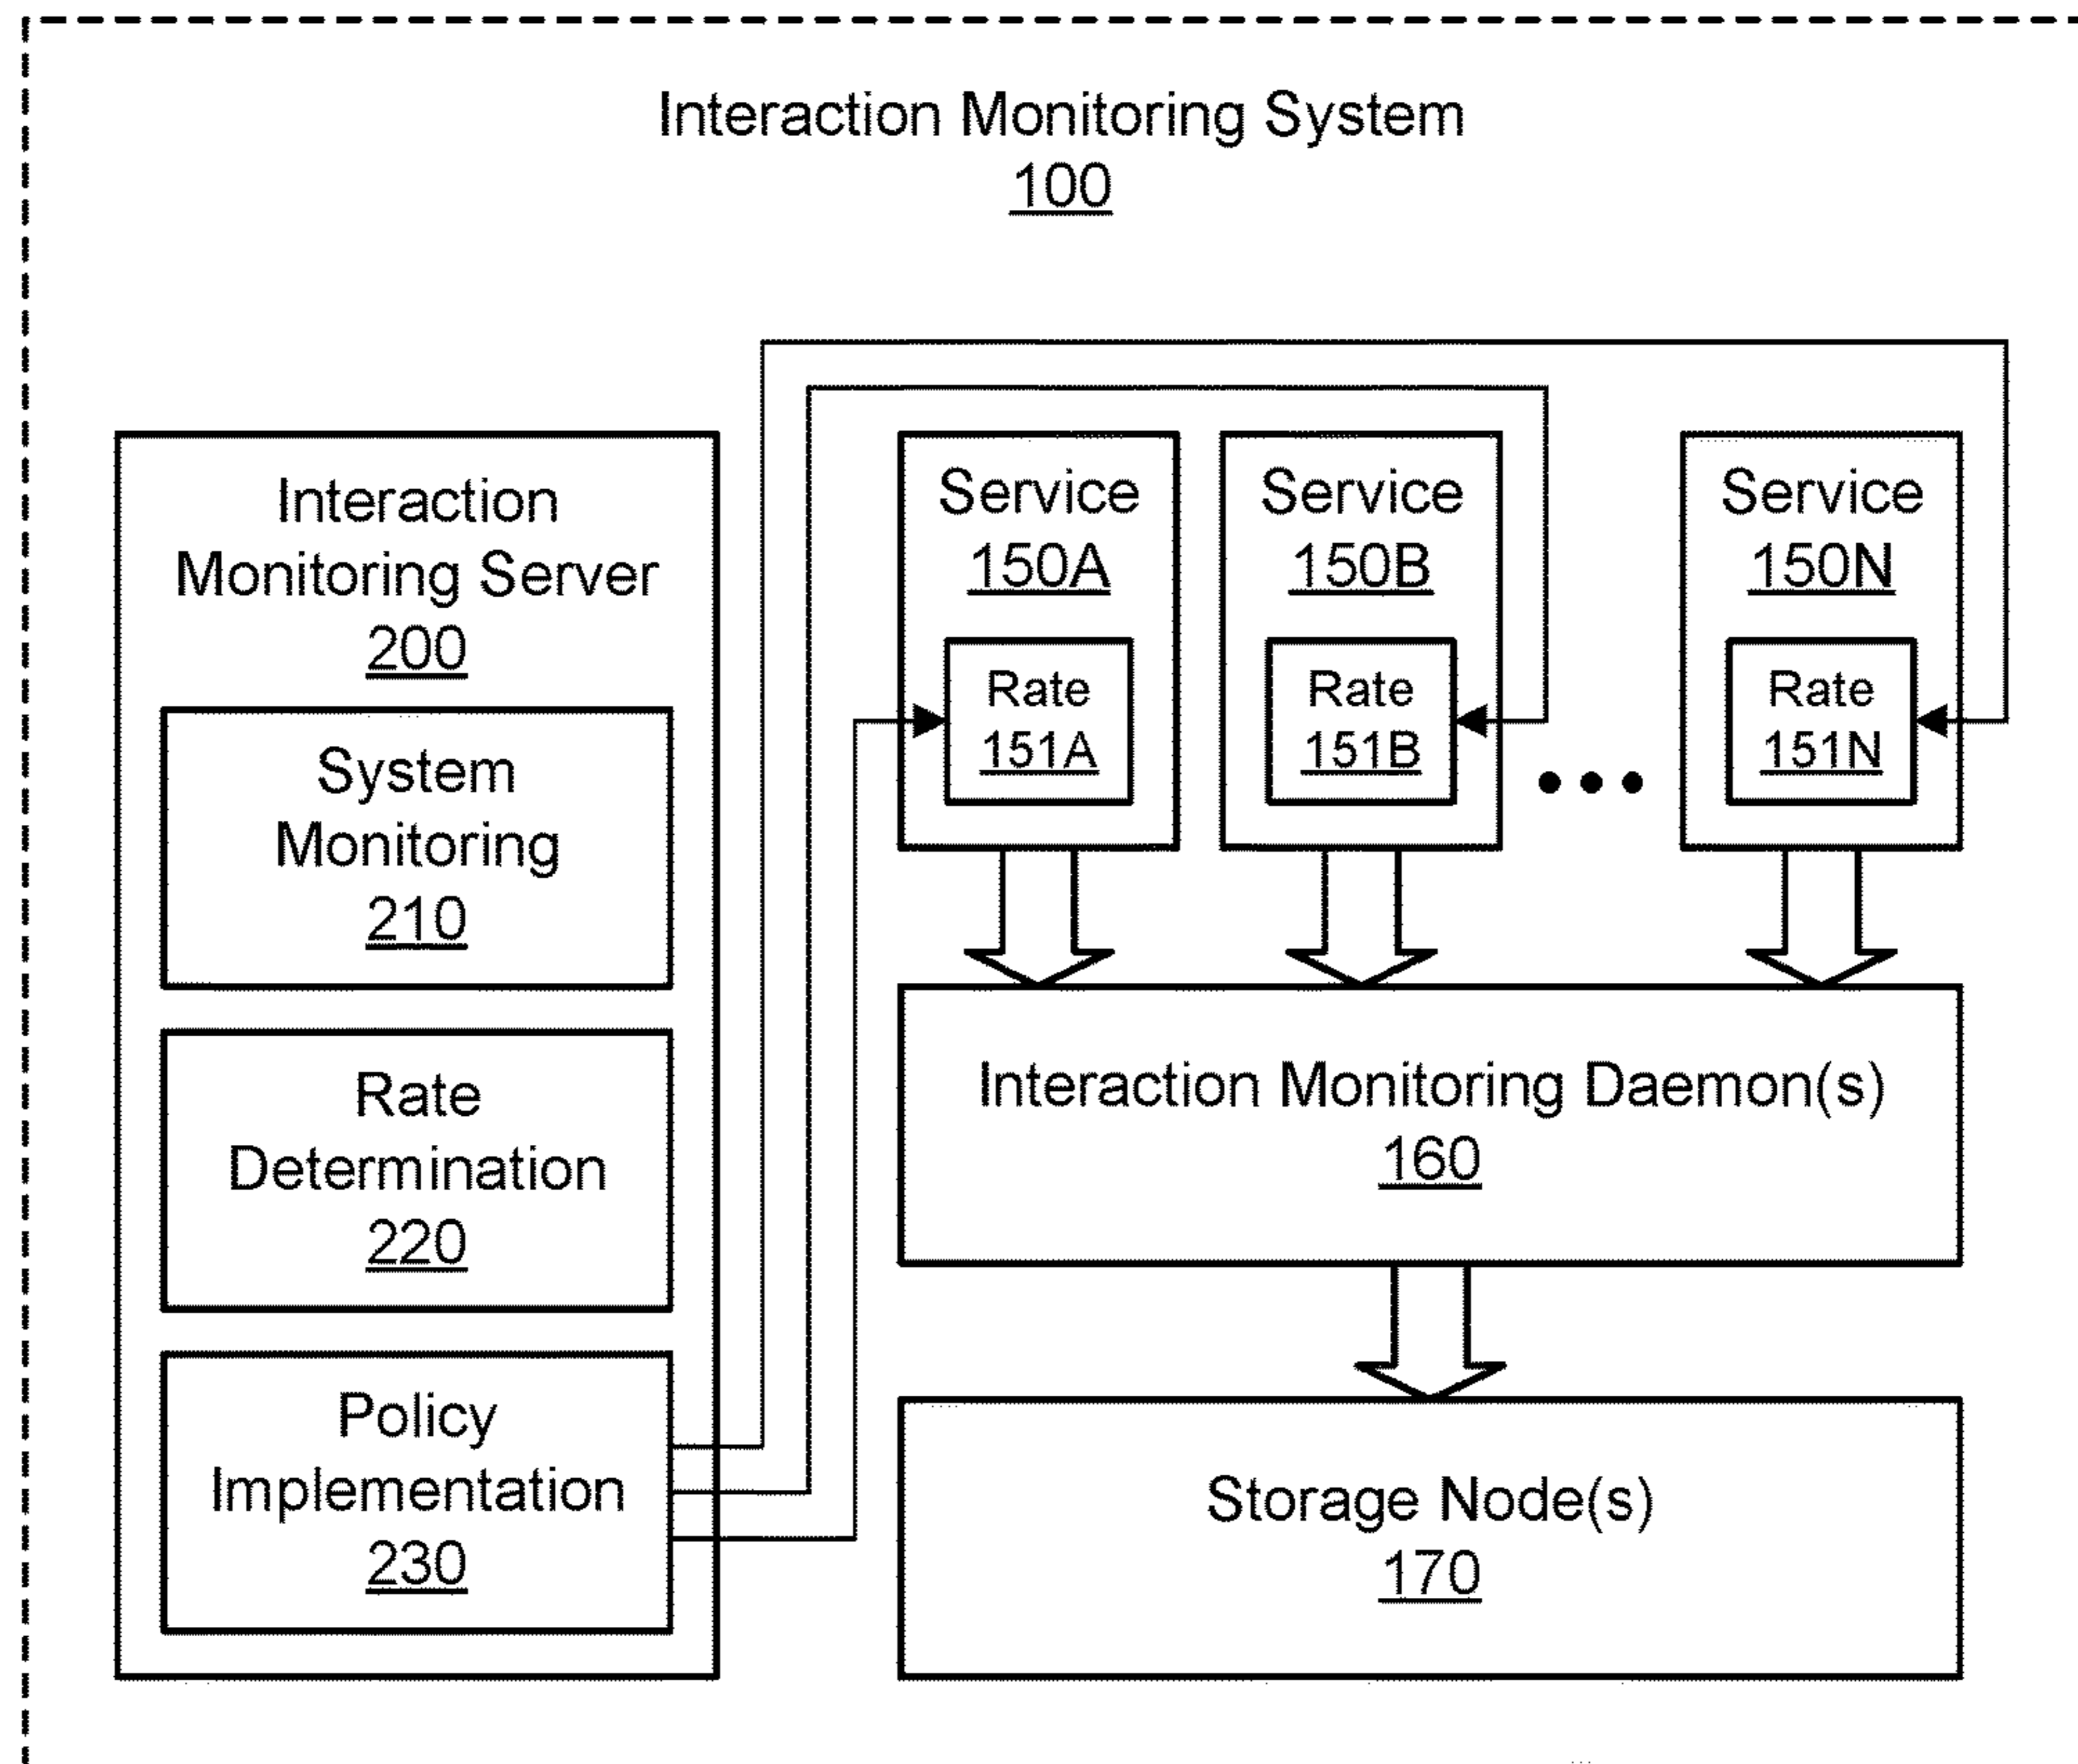 Interaction Monitoring System
100
Interaction
Monitoring Server
200
System
Monitoring
210
Rate
Determination
220
Policy
Implementation
230
Service
150A
Rate
151A
Service
150B
Rate
151B
Service
150N
Rate
151N
Interaction Monitoring Daemon(s)
160
Storage Node(s)
170